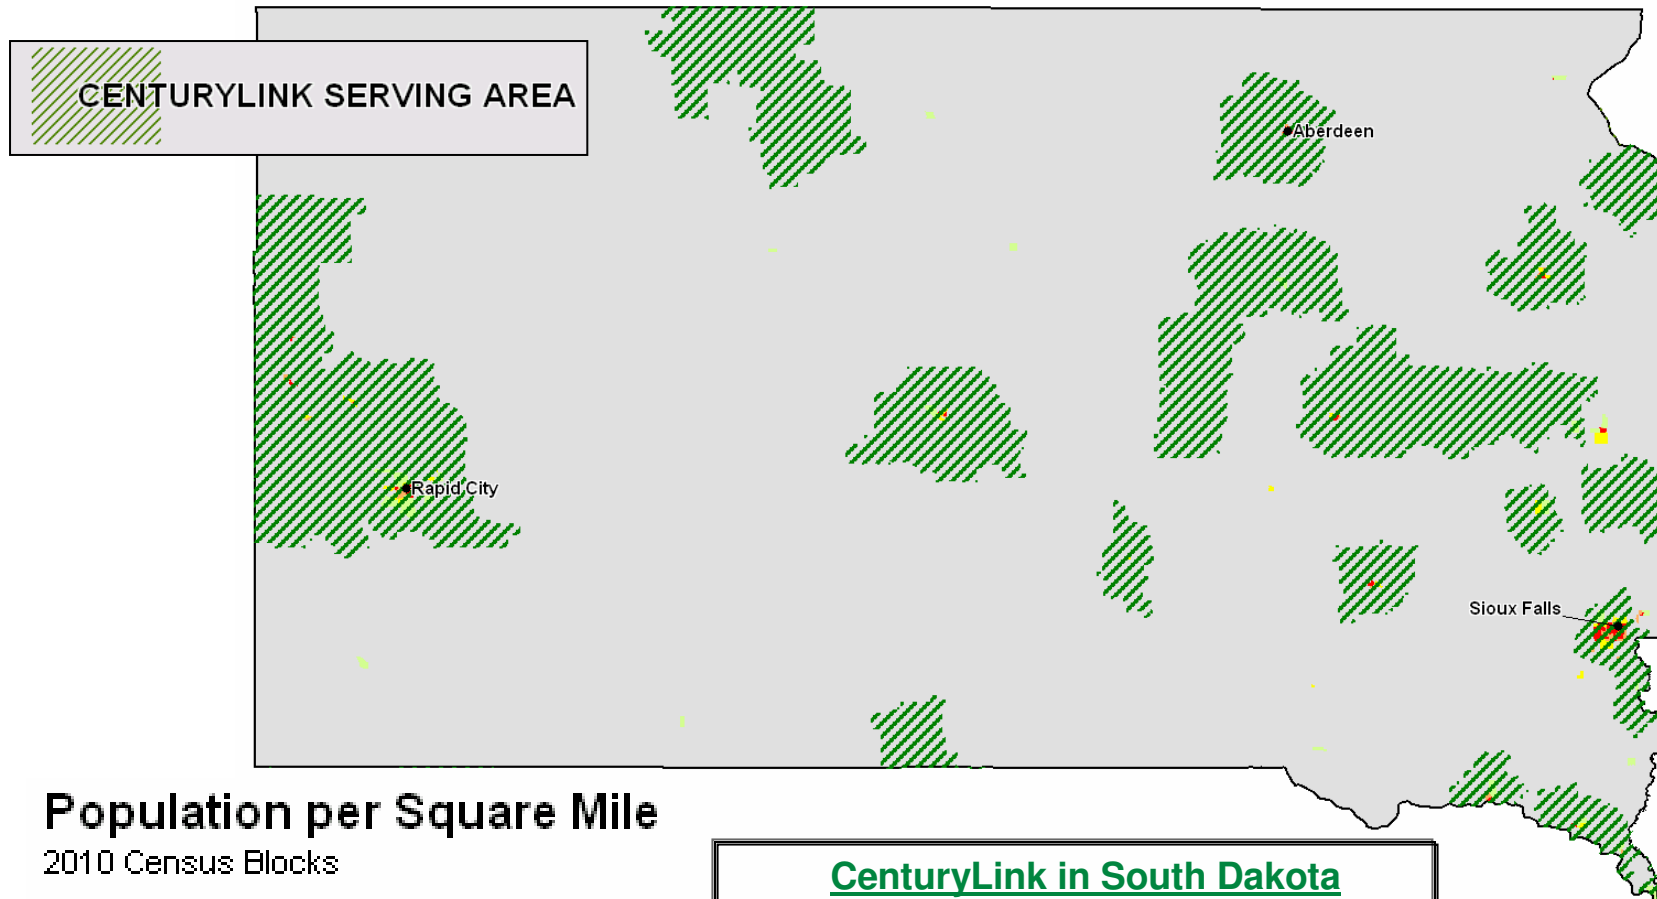 CENTURYLINK SERVING AREA
Aberdeen
Rapid City
Sioux Falls
Population per Square Mile
2010 Census Blocks
CenturyLink in South Dakota